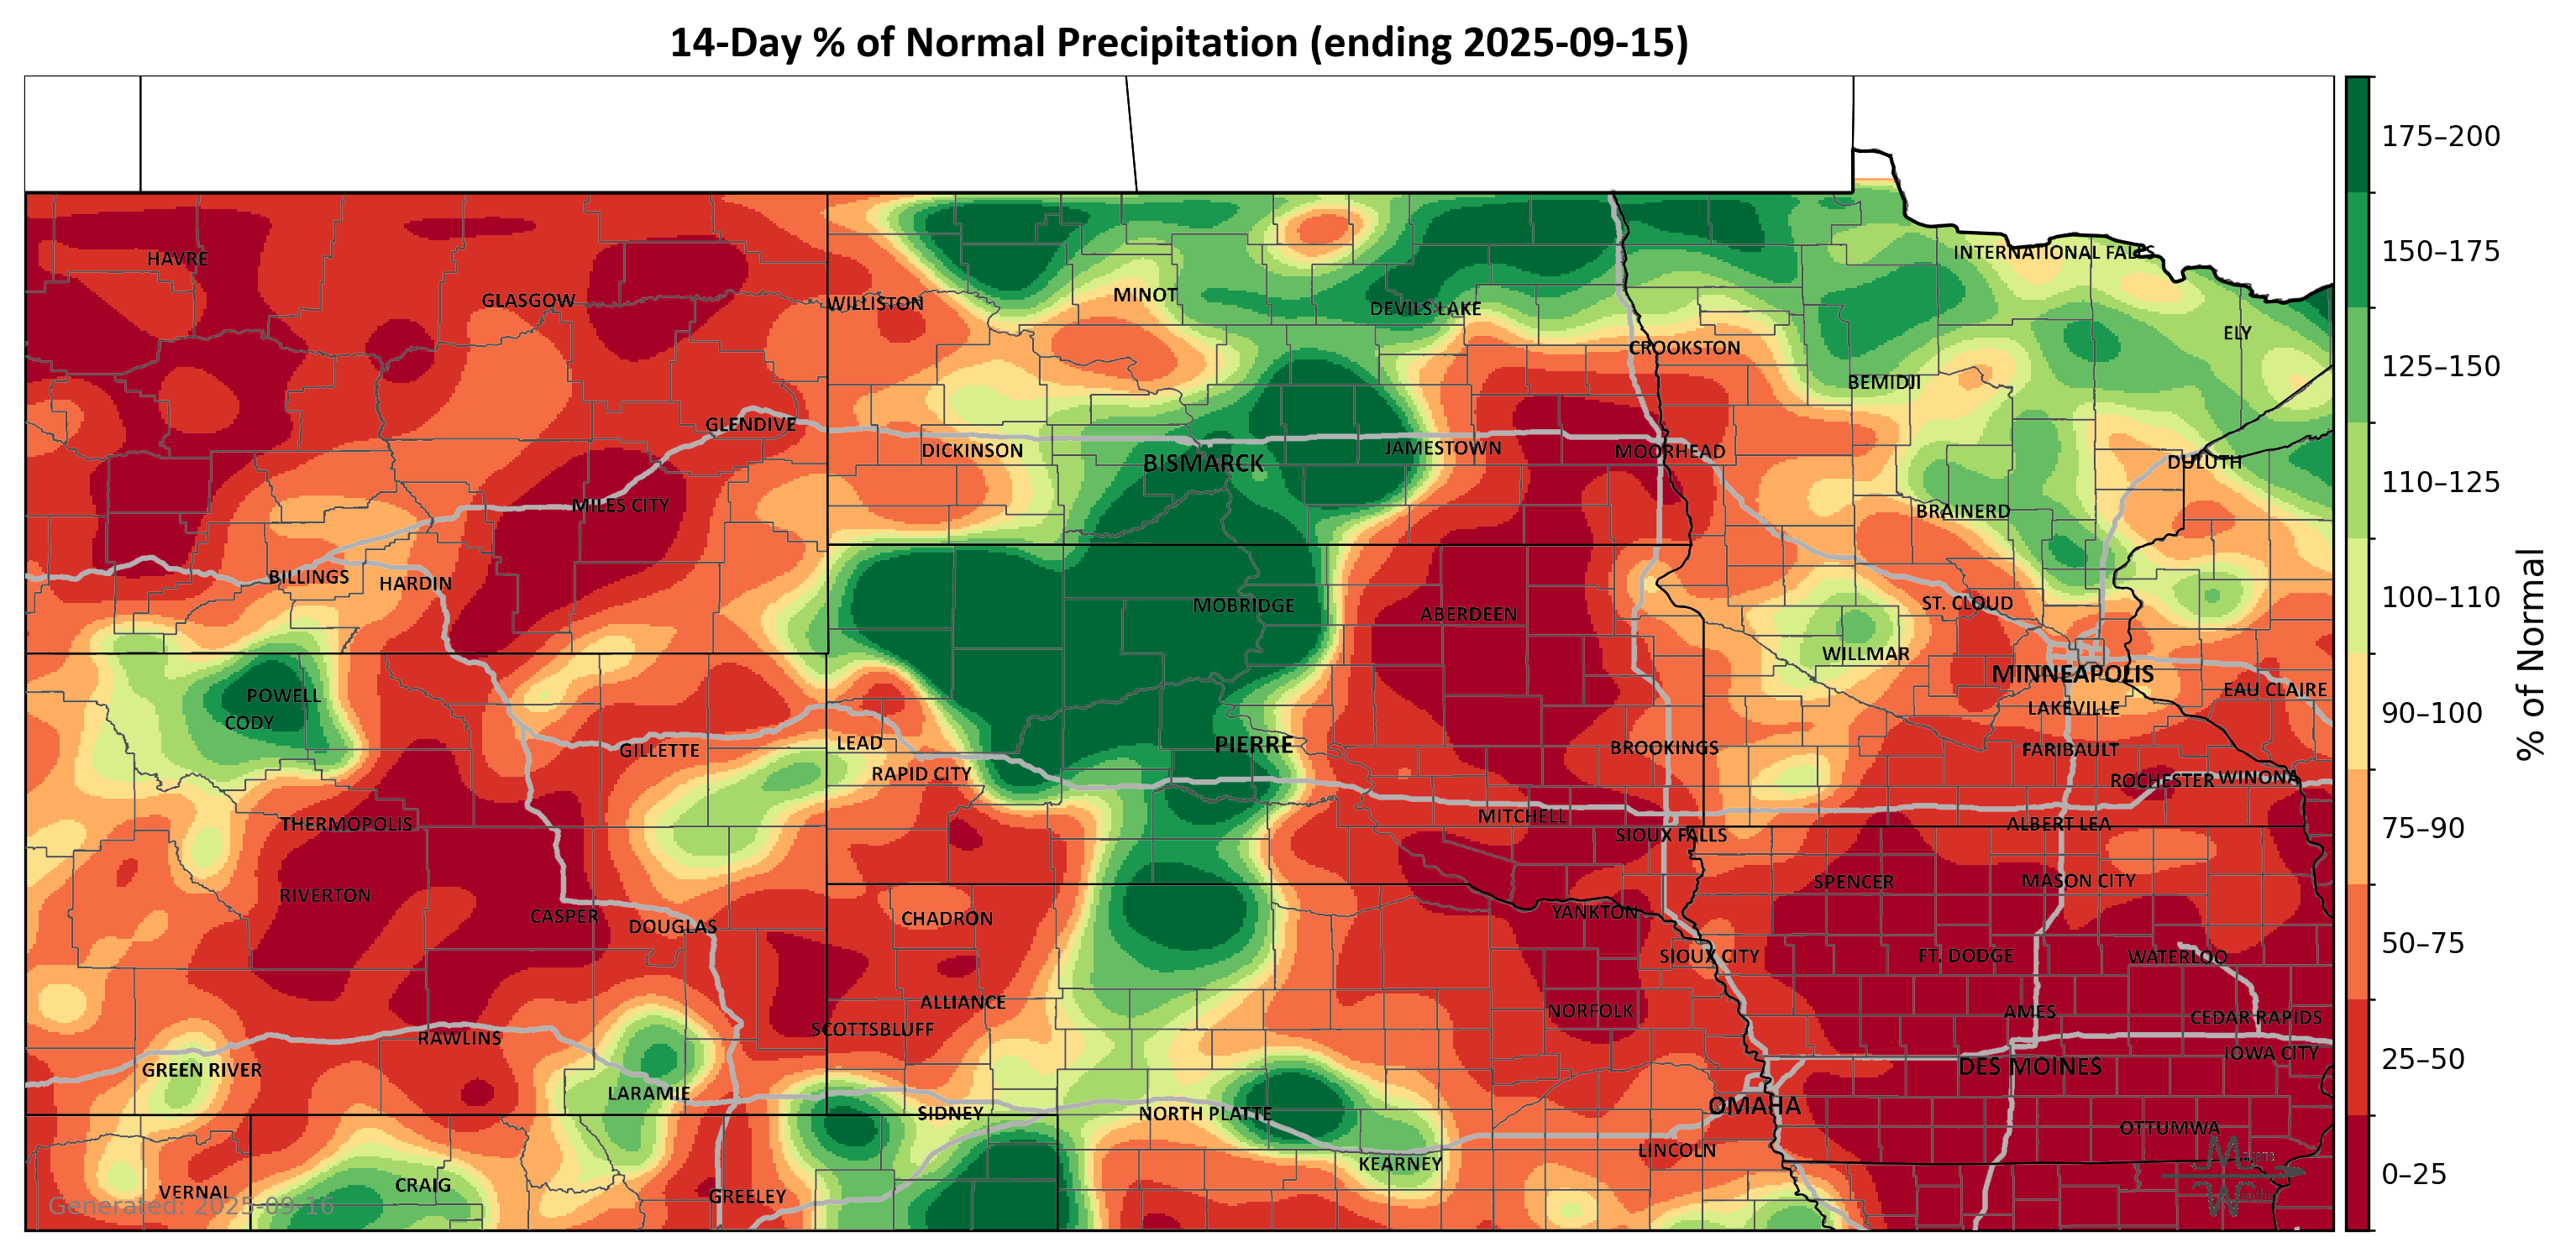 14-Day % of Normal Precipitation (ending 2025-09-15)
175–200
150–175
125–150
110–125
100–110
90–100
75–90
50–75
25–50
0–25
% of Normal
HAVRE
INTERNATIONAL FALLS
GLASGOW
WILLISTON
MINOT
DEVILS LAKE
ELY
CROOKSTON
BEMIDJI
GLENDIVE
DICKINSON
BISMARCK
JAMESTOWN
MOORHEAD
DULUTH
MILES CITY
BRAINERD
BILLINGS
HARDIN
MOBRIDGE
ABERDEEN
ST. CLOUD
WILLMAR
MINNEAPOLIS
EAU CLAIRE
POWELL
CODY
LAKEVILLE
GILLETTE
LEAD
PIERRE
BROOKINGS
FARIBAULT
RAPID CITY
ROCHESTER
WINONA
THERMOPOLIS
MITCHELL
SIOUX FALLS
ALBERT LEA
RIVERTON
SPENCER
MASON CITY
CASPER
DOUGLAS
CHADRON
YANKTON
SIOUX CITY
FT. DODGE
WATERLOO
ALLIANCE
NORFOLK
AMES
CEDAR RAPIDS
SCOTTSBLUFF
RAWLINS
IOWA CITY
GREEN RIVER
DES MOINES
LARAMIE
SIDNEY
NORTH PLATTE
OMAHA
OTTUMWA
LINCOLN
KEARNEY
VERNAL
CRAIG
GREELEY
Generated: 2025-09-16